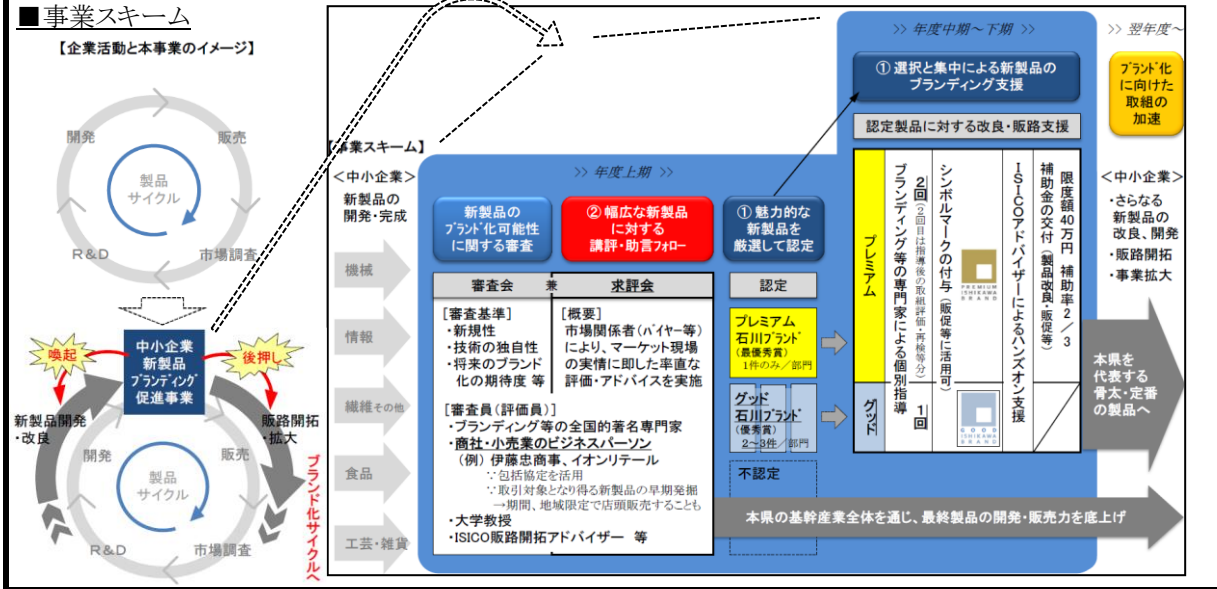 ■事業スキーム
【企業活動と本事業のイメージ】
開発
販売
製品
サイクル
R&D
市場調査
喚起
中小企業
新製品
ブランディング
促進事業
後押し
新製品開発
・改良
販路開拓
・拡大
開発
販売
製品
サイクル
R&D
市場調査
ブランド化サイクルへ
【事業スキーム】
<中小企業>
新製品の
開発・完成
機械
情報
繊維その他
食品
工芸・雑貨
>> 年度上期 >>
新製品の
ブランド化可能性
に関する審査
② 幅広な新製品
に対する
講評・助言フォロー
① 魅力的な
新製品を
厳選して認定
審査会
兼
求評会
[審査基準]
・新規性
・技術の独自性
・将来のブランド
化の期待度 等
[概要]
市場関係者(バイヤー等)
により、マーケット現場
の実情に即した率直な
評価・アドバイスを実施
[審査員(評価員)]
・ブランディング等の全国的著名専門家
・商社・小売業のビジネスパーソン
(例) 伊藤忠商事、イオンリテール
∵包括協定を活用
∵取引対象となり得る新製品の早期発掘
→期間、地域限定で店頭販売することも
・大学教授
・ISICO販路開拓アドバイザー 等
認定
プレミアム
石川ブランド
(最優秀賞)
1件のみ/部門
グッド
石川ブランド
(優秀賞)
2~3件/部門
不認定
>> 年度中期~下期 >>
① 選択と集中による新製品の
ブランディング支援
認定製品に対する改良・販路支援
プレミアム
グッド
ブランディング等の専門家による個別指導
2回(2回目は指導後の取組評価・再検等分)
1回
シンボルマークの付与(販促等に活用可)
PREMIUM
ISHIKAWA
BRAND
GOOD
ISHIKAWA
BRAND
ISICOアドバイザーによるハンズオン支援
補助金の交付(製品改良・販促等)
限度額40万円 補助率2/3
>> 翌年度~
ブランド化
に向けた
取組の
加速
<中小企業>
・さらなる
新製品の
改良、開発
・販路開拓
・事業拡大
本県を
代表する
骨太・定番
の製品へ
本県の基幹産業全体を通じ、最終製品の開発・販売力を底上げ